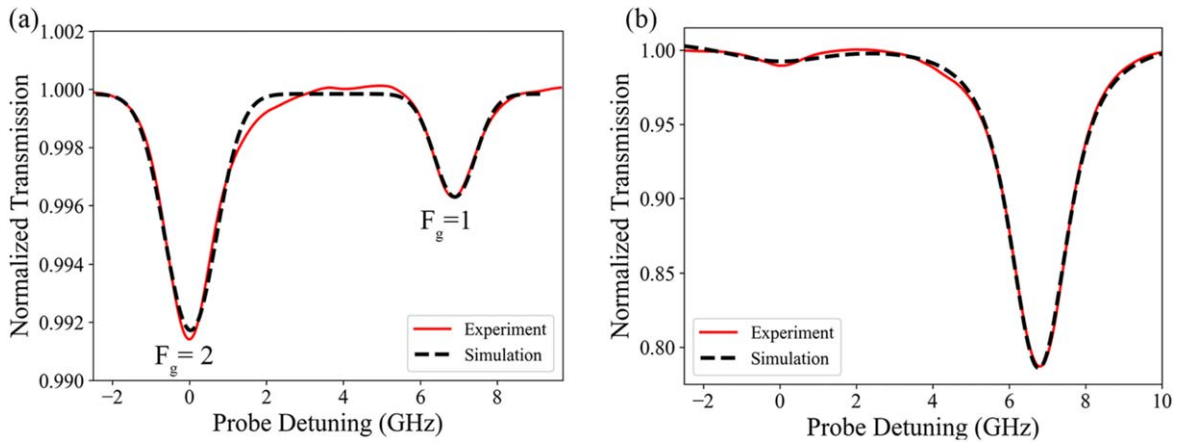 (a)
1.002
1.000
0.998
0.996
0.994
0.992
0.990
Normalized Transmission
F_g = 2
F_g=1
Experiment
Simulation
−2
0
2
4
6
8
Probe Detuning (GHz)
(b)
1.00
0.95
0.90
0.85
0.80
Normalized Transmission
Experiment
Simulation
−2
0
2
4
6
8
10
Probe Detuning (GHz)